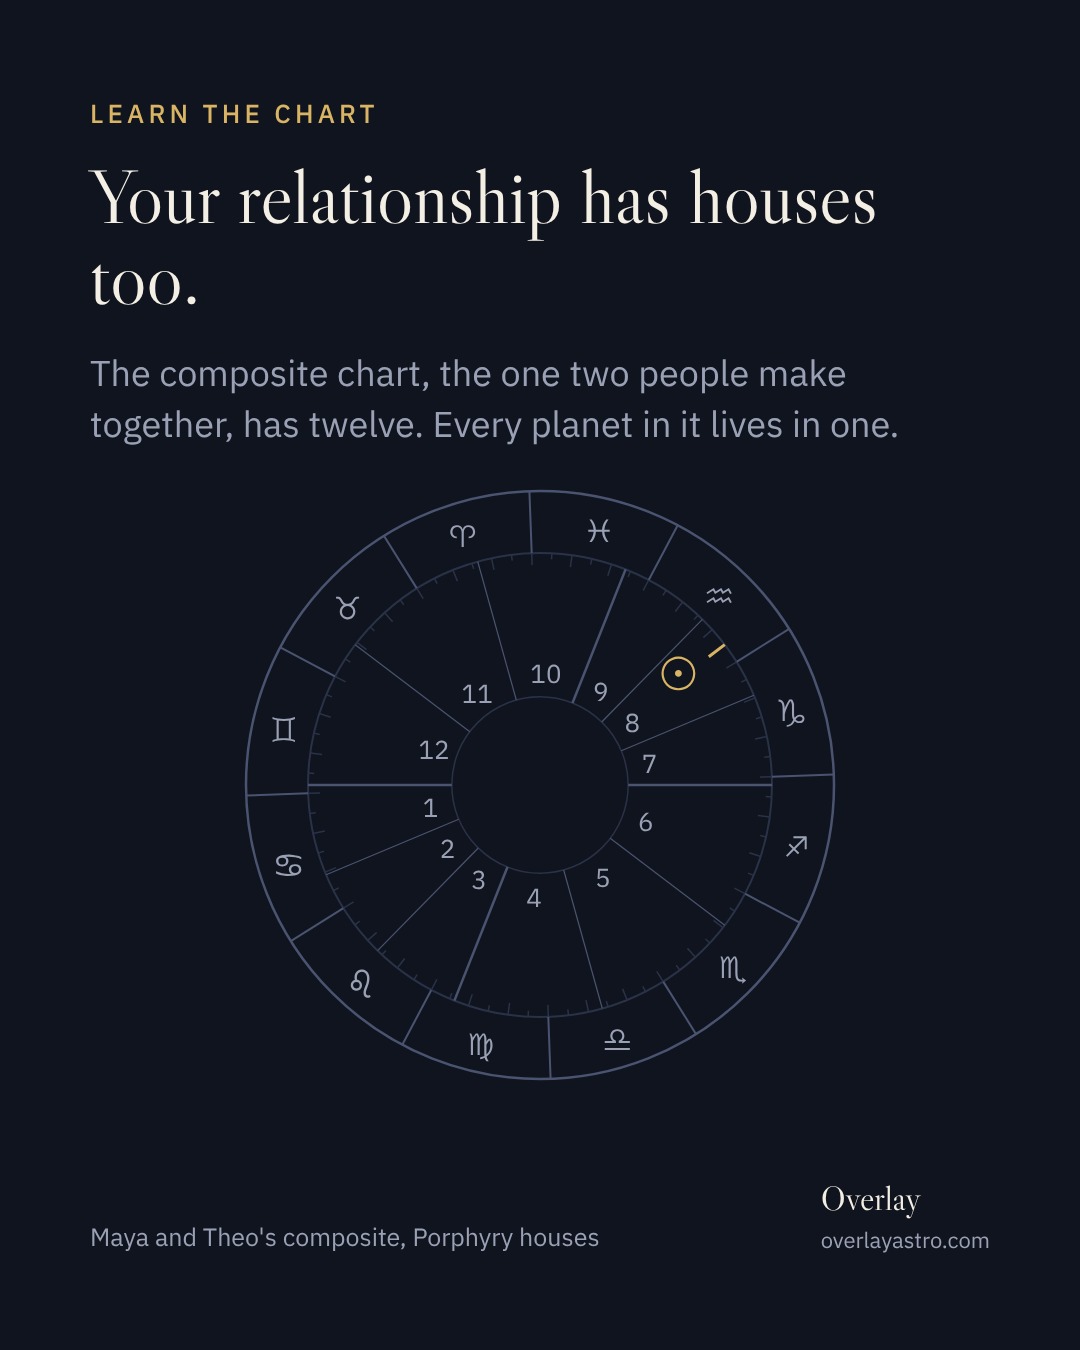 LEARN THE CHART
Your relationship has houses
too.
The composite chart, the one two people make
together, has twelve. Every planet in it lives in one.
♈︎ ♓︎
♒︎
♉︎
10
9
11
8
♊︎ ♑︎
12
7
1
6
2
♋︎ ♐︎
3
5
4
♌︎ ♏︎
♍︎ ♎︎
☉
Overlay
Maya and Theo's composite, Porphyry houses
overlayastro.com